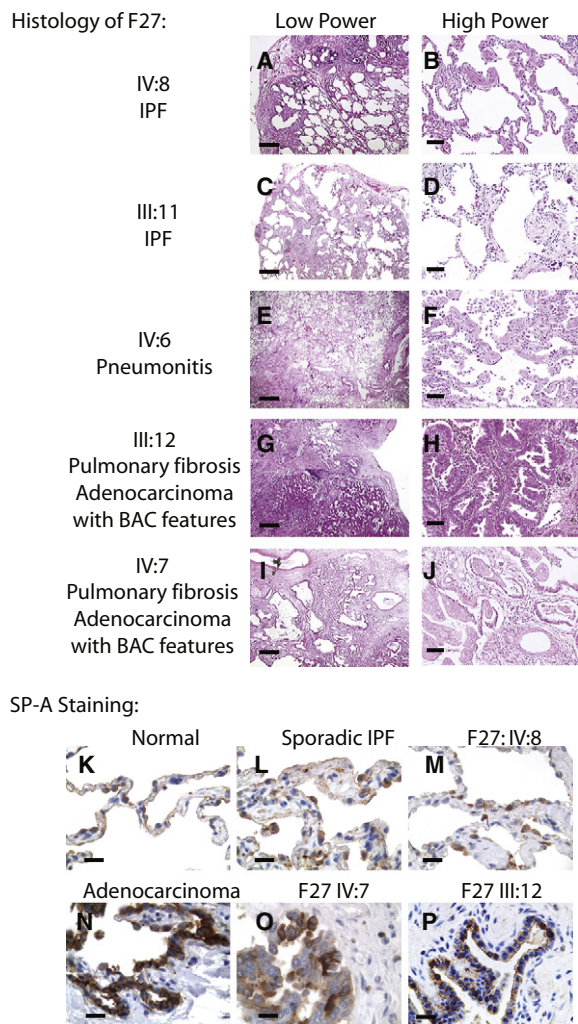 Histology of F27:
Low Power
High Power
IV:8
IPF
A
B
III:11
IPF
C
D
IV:6
Pneumonitis
E
F
III:12
Pulmonary fibrosis
Adenocarcinoma
with BAC features
G
H
IV:7
Pulmonary fibrosis
Adenocarcinoma
with BAC features
I
J
SP-A Staining:
Normal
Sporadic IPF
F27: IV:8
K
L
M
Adenocarcinoma
F27 IV:7
F27 III:12
N
O
P